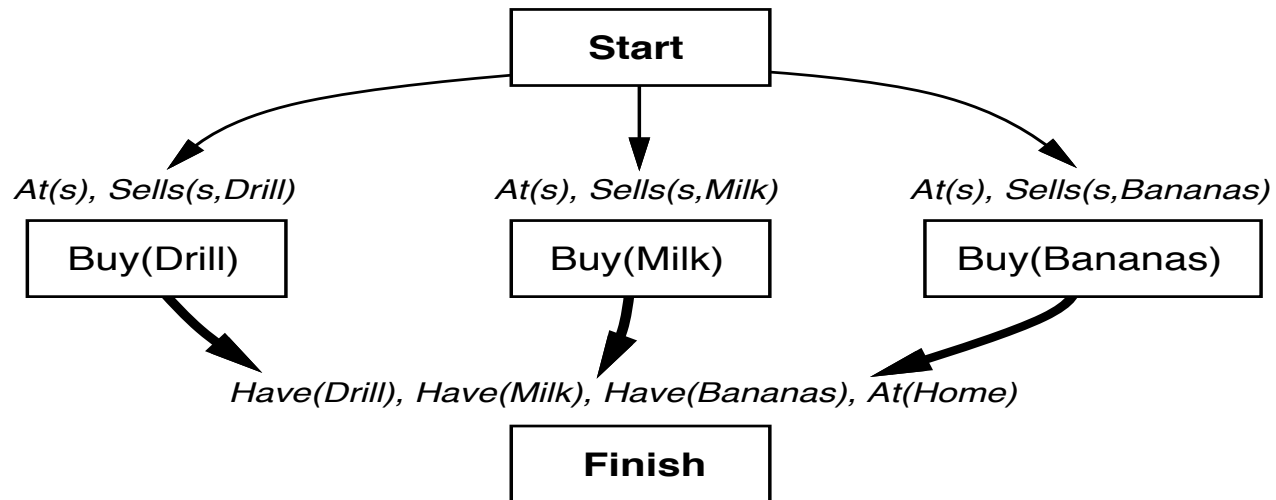 Start
At(s), Sells(s,Drill) At(s), Sells(s,Milk) At(s), Sells(s,Bananas)
Buy(Drill) Buy(Milk) Buy(Bananas)
Have(Drill), Have(Milk), Have(Bananas), At(Home)
Finish